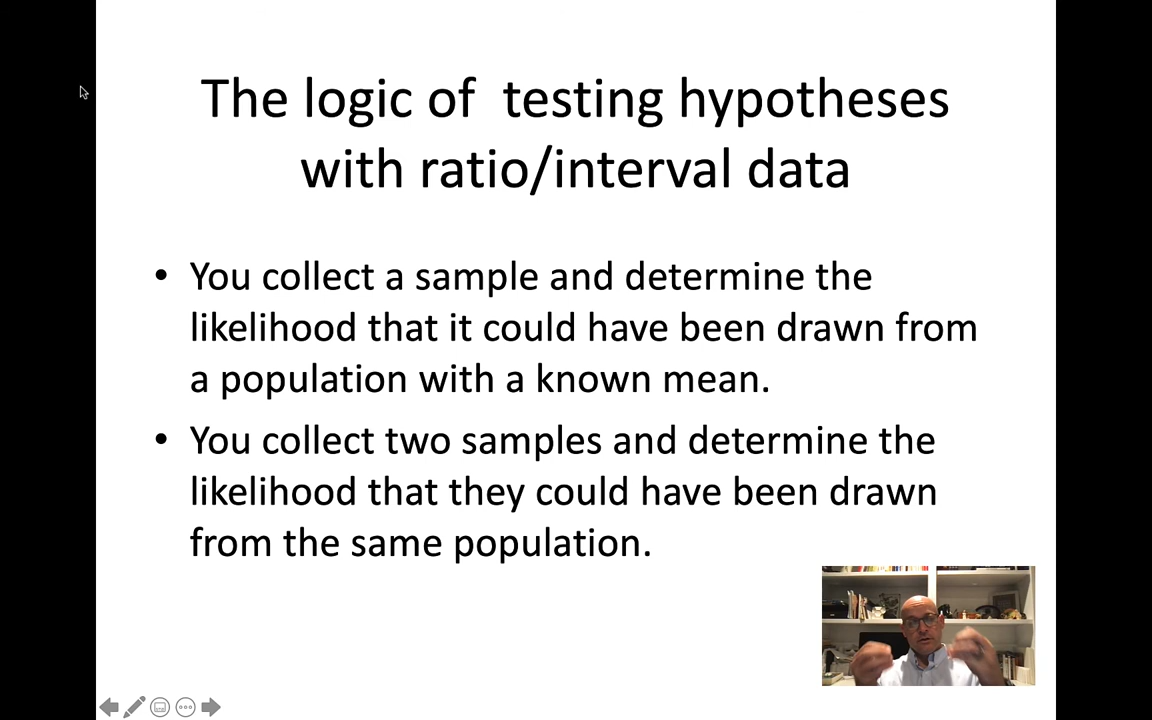 The logic of  testing hypotheses
with ratio/interval data
• You collect a sample and determine the
likelihood that it could have been drawn from
a population with a known mean.
• You collect two samples and determine the
likelihood that they could have been drawn
from the same population.